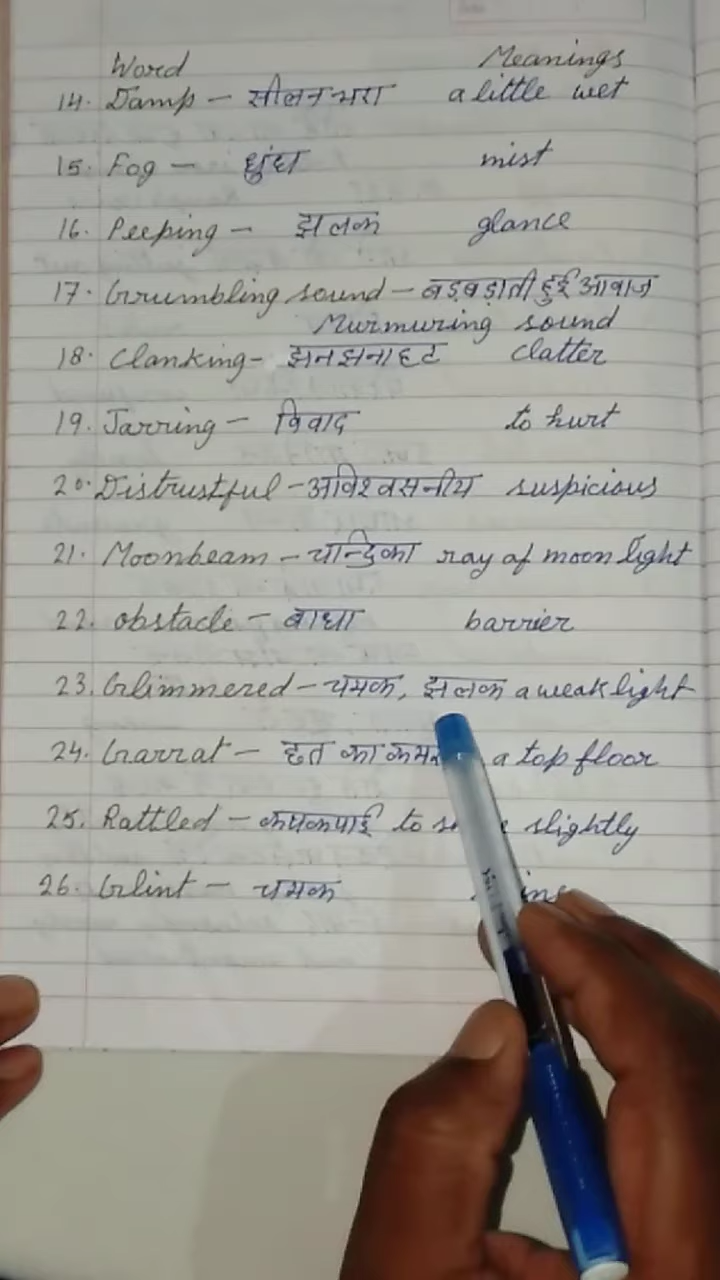 Word Meanings
14. Damp – सीलनभरा a little wet
15. Fog – धुंधा mist
16. Peeping – झलक glance
17. Grumbling sound – बड़बड़ाती हुई आवाज
Murmuring sound
18. Clanking – झनझनाहट clatter
19. Jarring – विवाद to hurt
20. Distrustful – अविश्वसनीय suspicious
21. Moonbeam – चान्द्रिका ray of moonlight
22. obstacle – बाधा barrier
23. Glimmered – चमक, झलक a weak light
24. Garrat – छत का a top floor
25. Rattled – कपकपाई to slightly
26. Glint – चमक